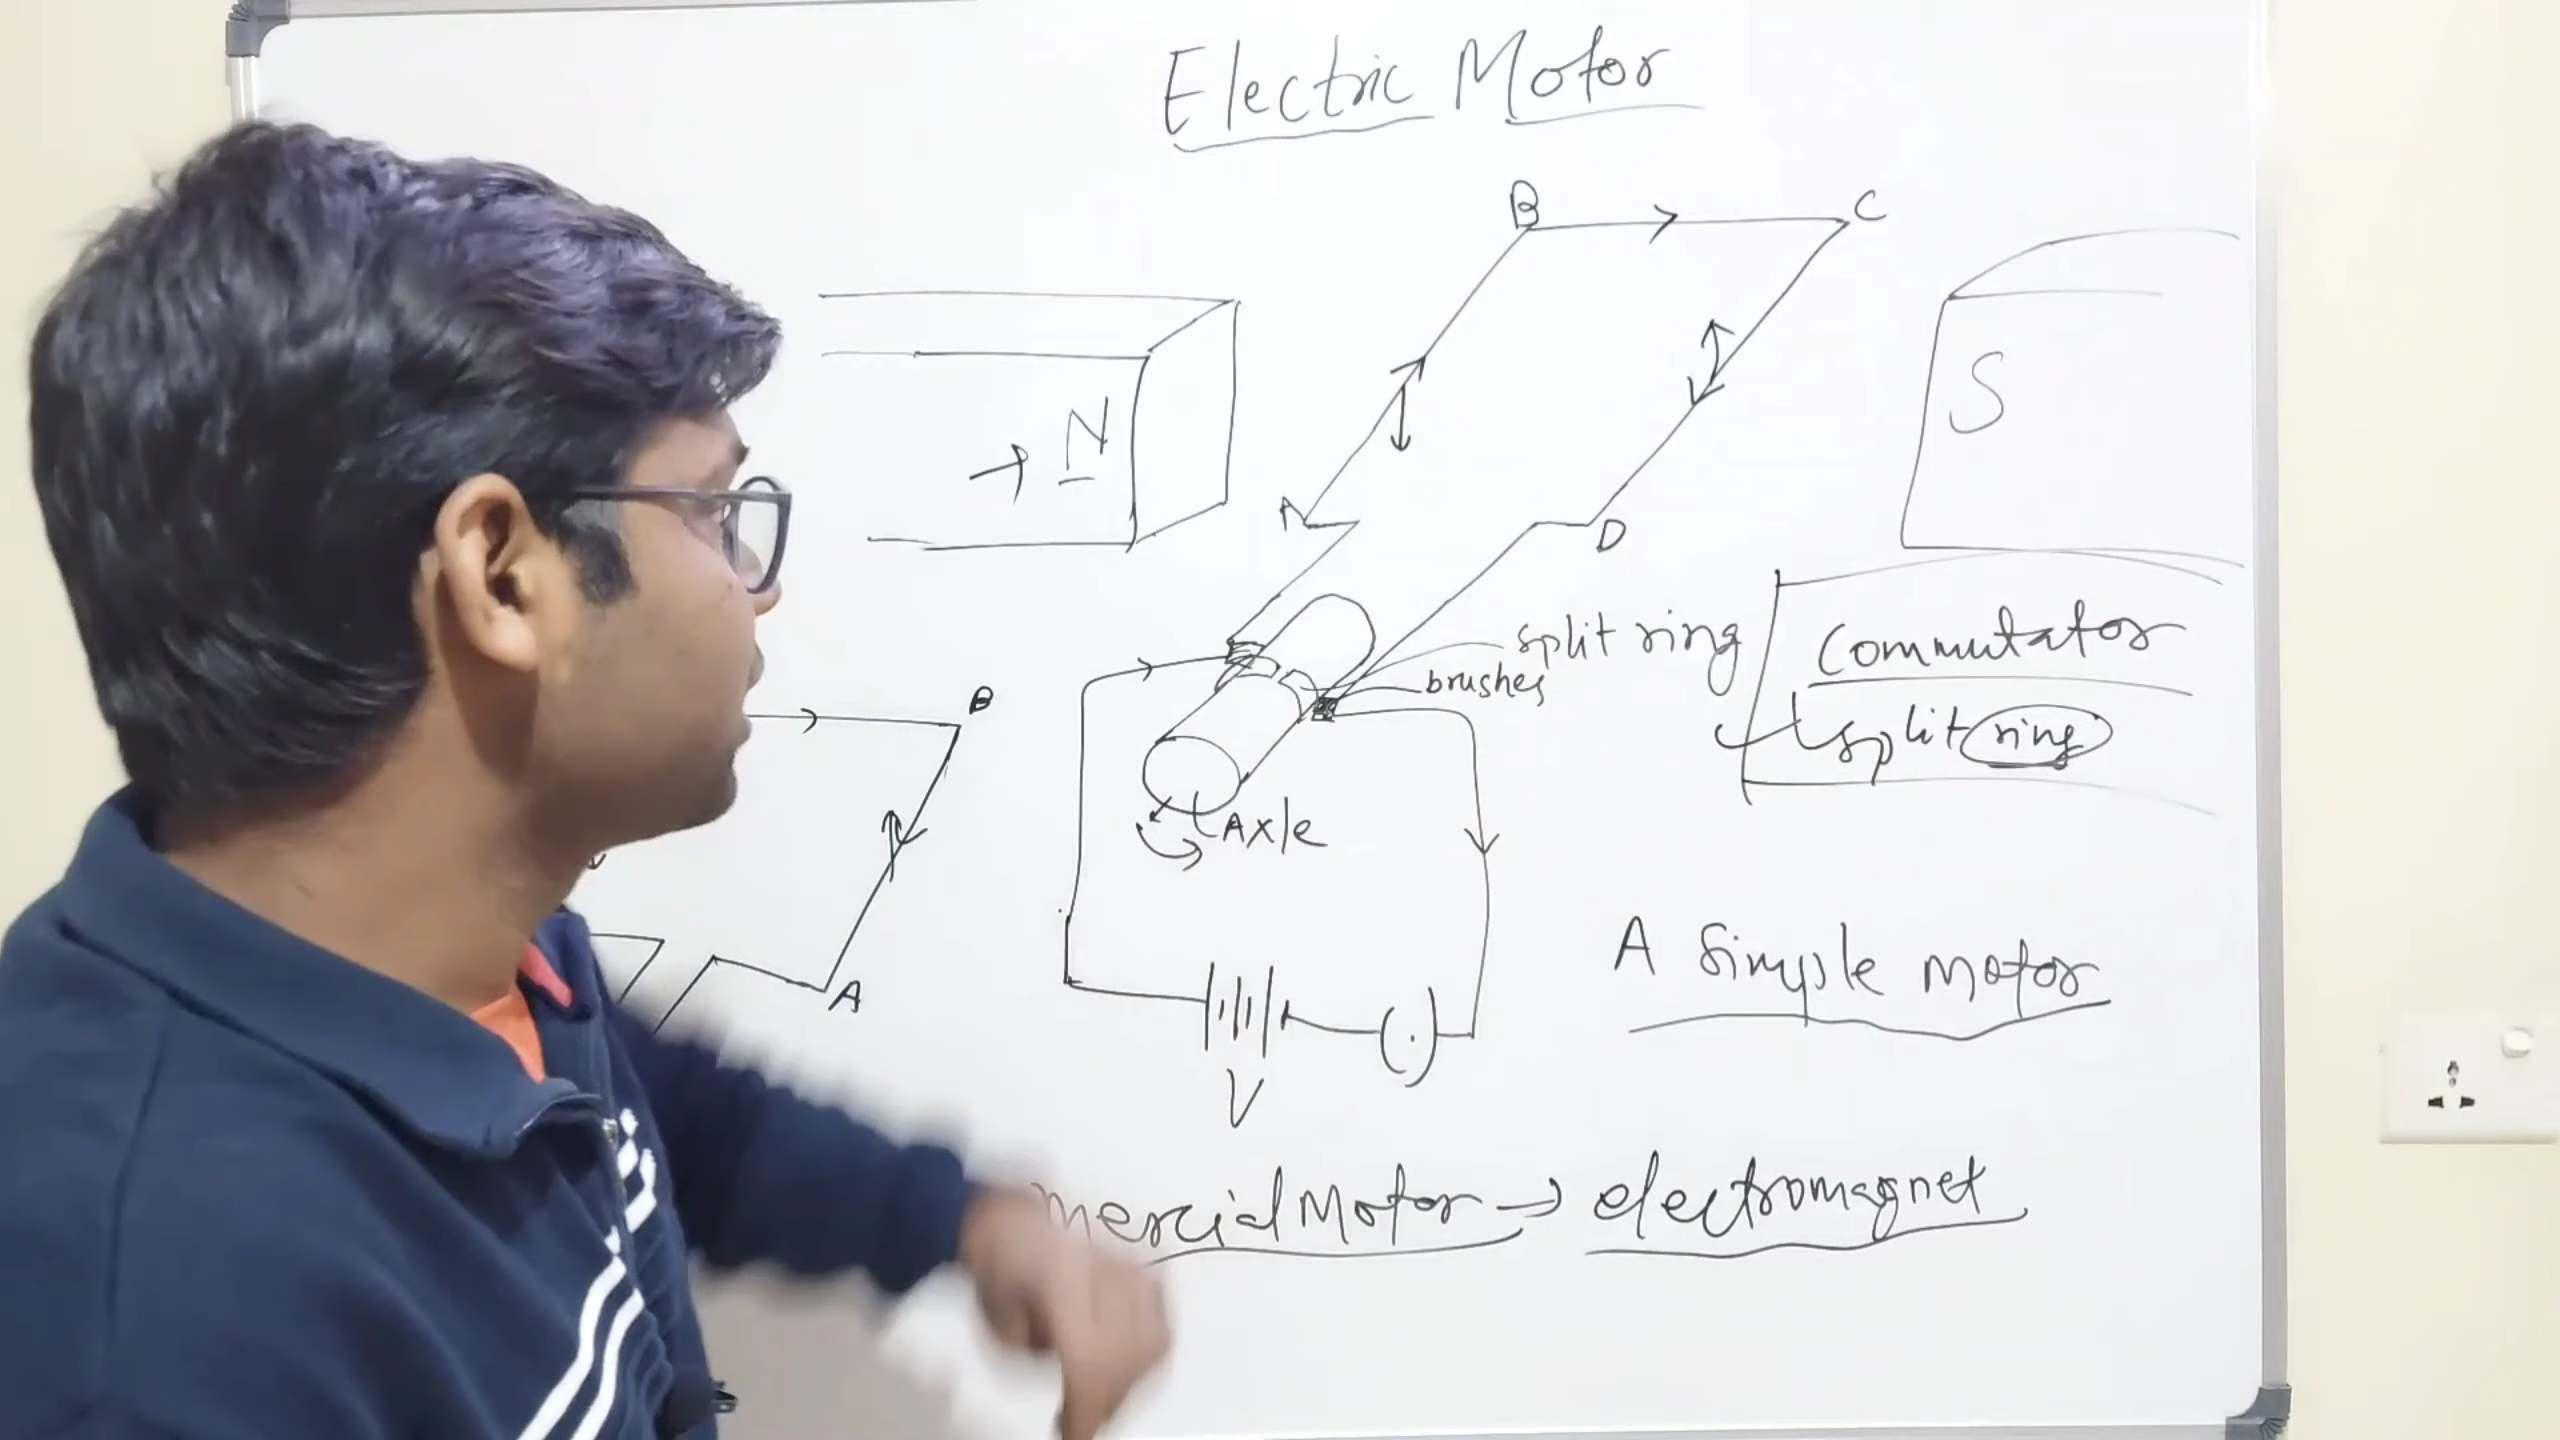 Electric Motor
B
C
N
S
A
D
split ring
brushes
Commutator
split ring
B
Axle
A
A Simple Motor
V
mercial Motor → electromagnet